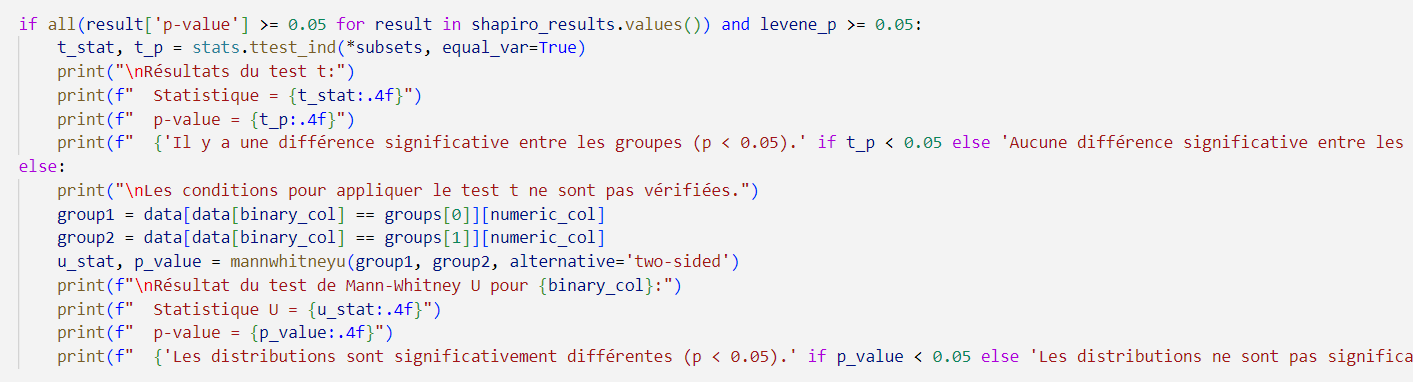 if all(result['p-value'] >= 0.05 for result in shapiro_results.values()) and levene_p >= 0.05:
    t_stat, t_p = stats.ttest_ind(*subsets, equal_var=True)
    print("\nRésultats du test t:")
    print(f"  Statistique = {t_stat:.4f}")
    print(f"  p-value = {t_p:.4f}")
    print(f"  {'Il y a une différence significative entre les groupes (p < 0.05).' if t_p < 0.05 else 'Aucune différence significative entre les
else:
    print("\nLes conditions pour appliquer le test t ne sont pas vérifiées.")
    group1 = data[data[binary_col] == groups[0]][numeric_col]
    group2 = data[data[binary_col] == groups[1]][numeric_col]
    u_stat, p_value = mannwhitneyu(group1, group2, alternative='two-sided')
    print(f"\nRésultat du test de Mann-Whitney U pour {binary_col}:")
    print(f"  Statistique U = {u_stat:.4f}")
    print(f"  p-value = {p_value:.4f}")
    print(f"  {'Les distributions sont significativement différentes (p < 0.05).' if p_value < 0.05 else 'Les distributions ne sont pas significa